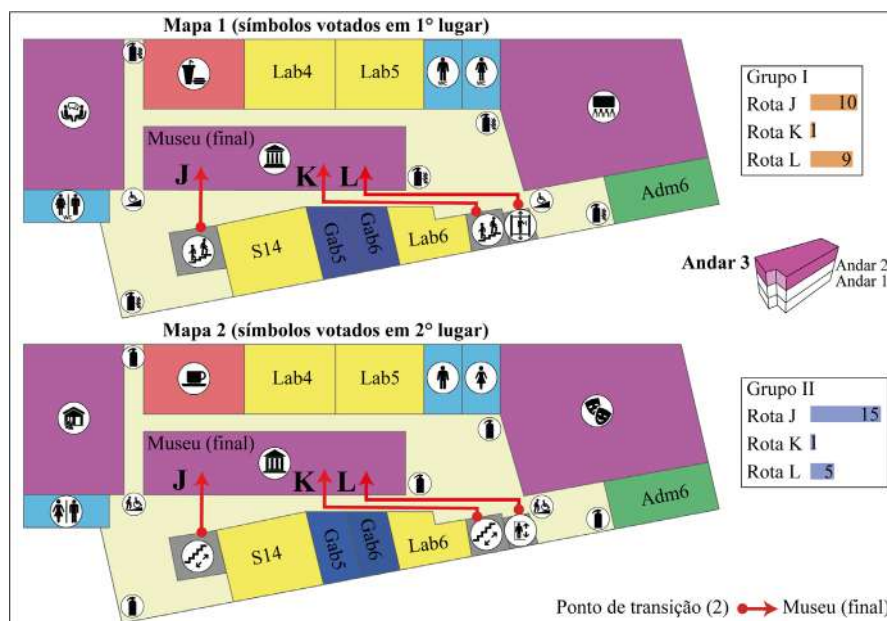 Mapa 1 (símbolos votados em 1° lugar)
Lab4
Lab5
WC
WC
Museu (final)
J
K
L
WC
S14
Gab5
Gab6
Lab6
Adm6
Grupo I
Rota J 10
Rota K 1
Rota L 9
Andar 3
Andar 2
Andar 1
Mapa 2 (símbolos votados em 2° lugar)
Lab4
Lab5
Museu (final)
J
K
L
S14
Gab5
Gab6
Lab6
Adm6
Grupo II
Rota J 15
Rota K 1
Rota L 5
Ponto de transição (2) Museu (final)